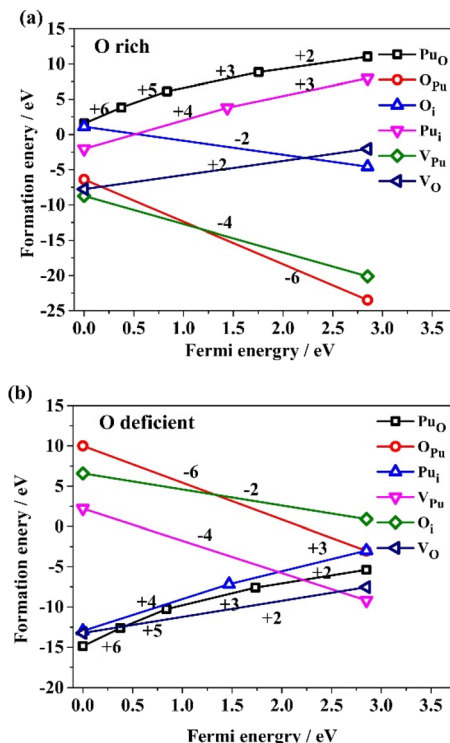 (a)
O rich
Formation enery / eV
15
10
5
0
-5
-10
-15
-20
-25
+6
+5
+3
+2
+4
+3
-2
+2
-4
-6
Pu_O
O_Pu
O_i
Pu_i
V_Pu
V_O
0.0 0.5 1.0 1.5 2.0 2.5 3.0 3.5
Fermi energry / eV
(b)
O deficient
Formation enery / eV
15
10
5
0
-5
-10
-15
-20
-6
-2
-4
+4
+3
+2
+3
+5
+2
+6
Pu_O
O_Pu
Pu_i
V_Pu
O_i
V_O
0.0 0.5 1.0 1.5 2.0 2.5 3.0 3.5
Fermi energry / eV